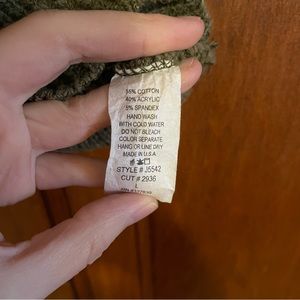 55% COTTON
40% ACRYLIC
5% SPANDEX
HAND WASH
WITH COLD WATER
DO NOT BLEACH
COLOR SEPARATE
HANG OR LINE DRY
MADE IN U.S.A.
STYLE # J5542
CUT # 2936
L